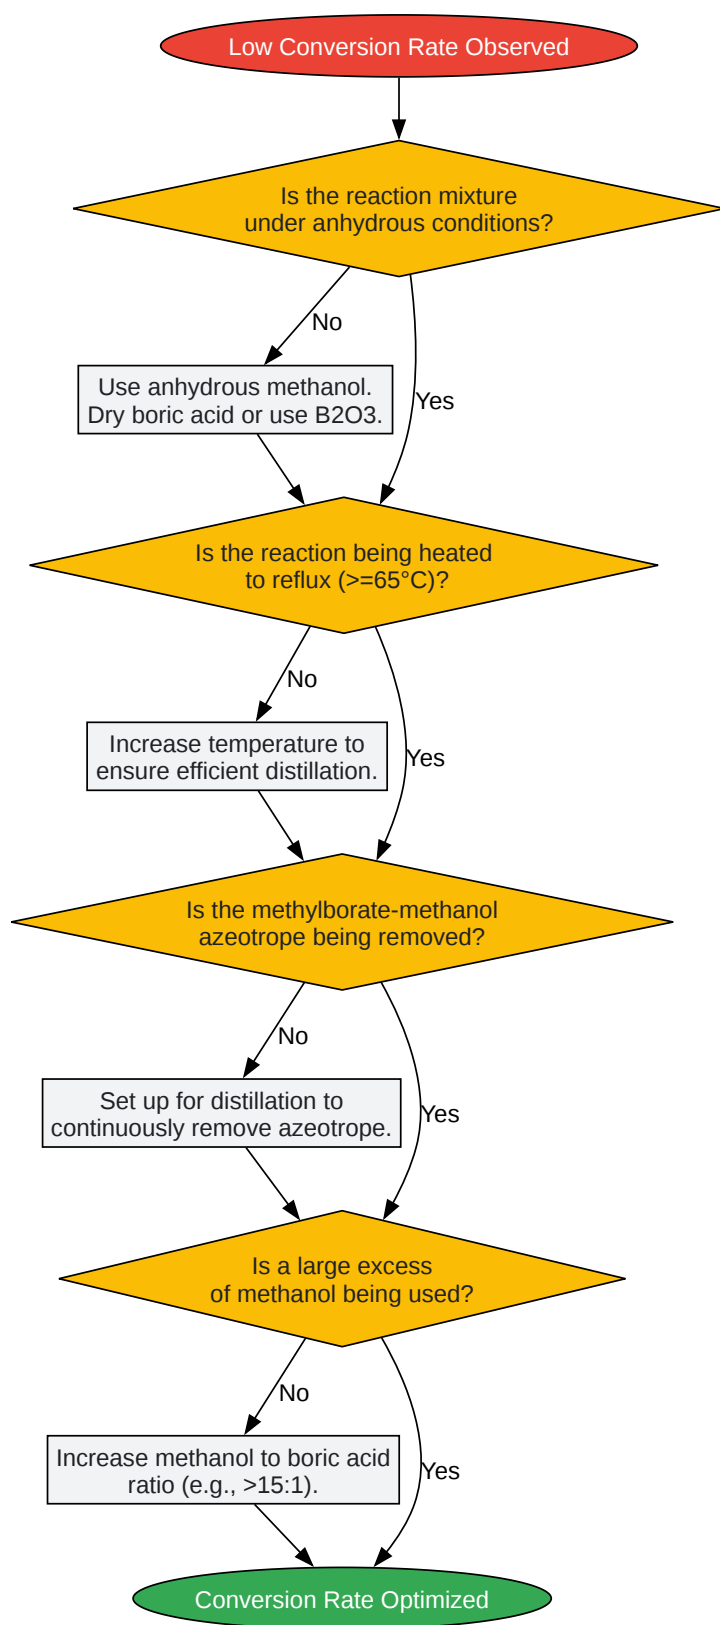 Low Conversion Rate Observed
Is the reaction mixture
under anhydrous conditions?
No
Use anhydrous methanol.
Dry boric acid or use B2O3.
Yes
Is the reaction being heated
to reflux (>=65°C)?
No
Increase temperature to
ensure efficient distillation.
Yes
Is the methylborate-methanol
azeotrope being removed?
No
Set up for distillation to
continuously remove azeotrope.
Yes
Is a large excess
of methanol being used?
No
Increase methanol to boric acid
ratio (e.g., >15:1).
Yes
Conversion Rate Optimized